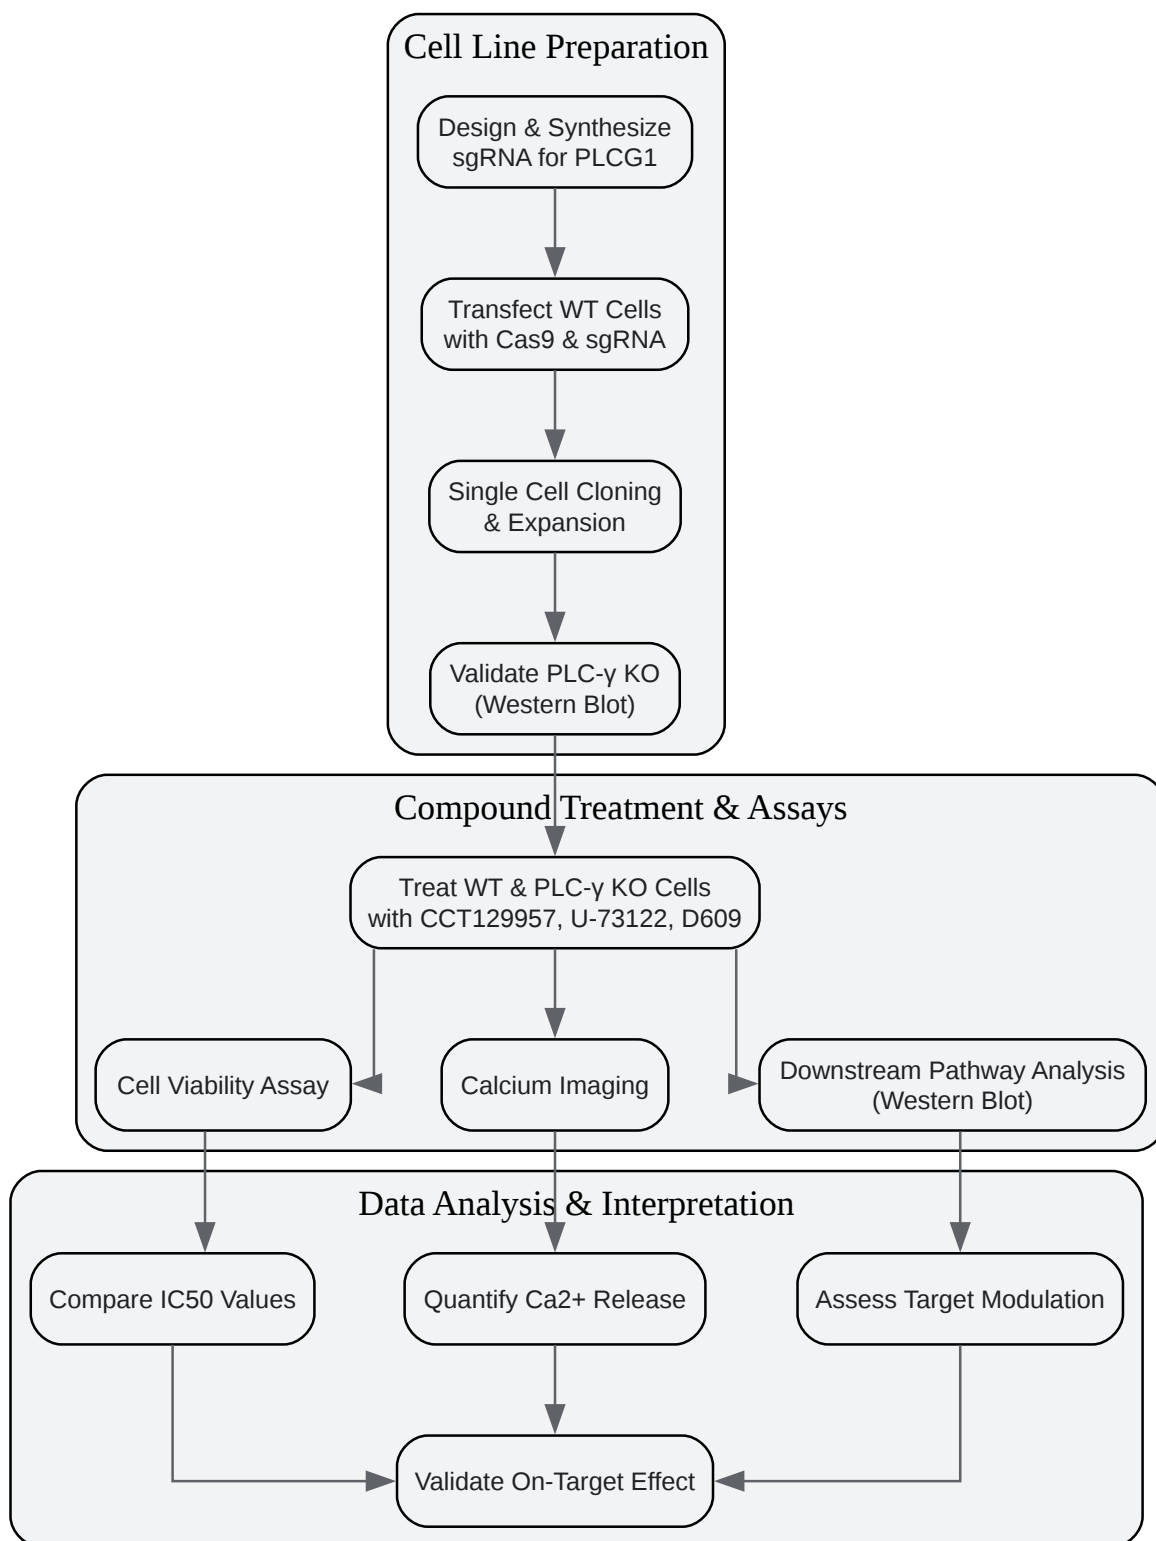 Cell Line Preparation
Design & Synthesize
sgRNA for PLCG1
Transfect WT Cells
with Cas9 & sgRNA
Single Cell Cloning
& Expansion
Validate PLC-γ KO
(Western Blot)
Compound Treatment & Assays
Treat WT & PLC-γ KO Cells
with CCT129957, U-73122, D609
Cell Viability Assay
Calcium Imaging
Downstream Pathway Analysis
(Western Blot)
Data Analysis & Interpretation
Compare IC50 Values
Quantify Ca2+ Release
Assess Target Modulation
Validate On-Target Effect